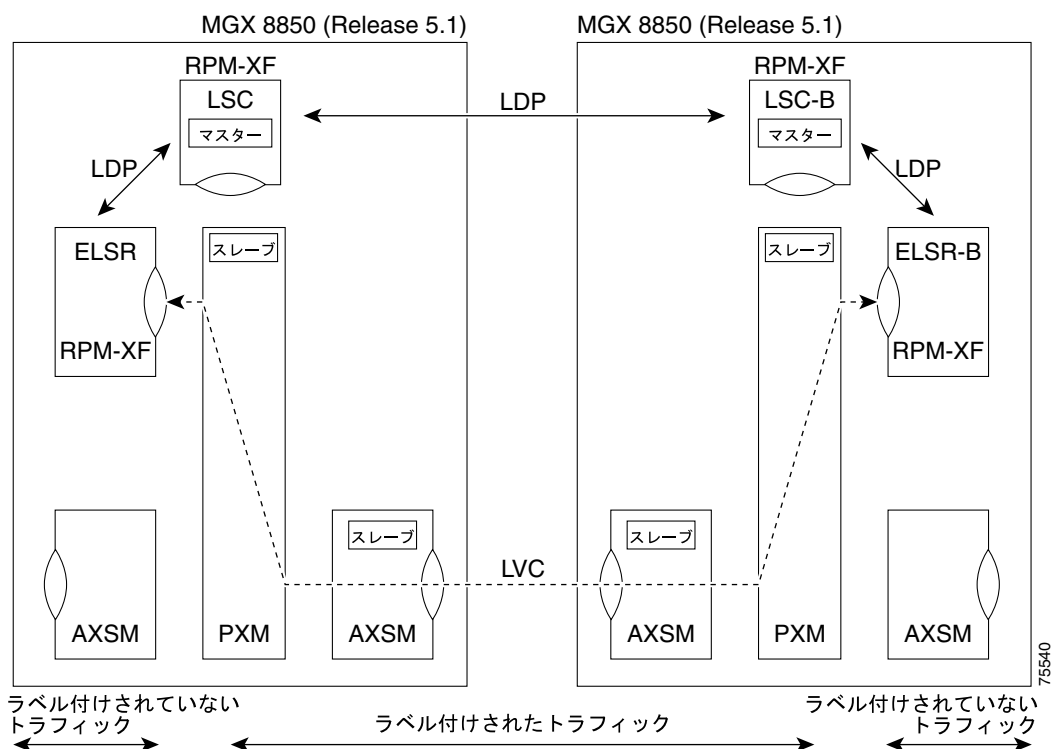 MGX 8850 (Release 5.1)
RPM-XF
LSC
マスター
LDP
ELSR
RPM-XF
スレーブ
PXM
AXSM
スレーブ
AXSM
LDP
LVC
MGX 8850 (Release 5.1)
RPM-XF
LSC-B
マスター
LDP
スレーブ
PXM
ELSR-B
RPM-XF
スレーブ
AXSM
AXSM
75540
ラベル付けされていない
トラフィック
ラベル付けされたトラフィック
ラベル付けされていない
トラフィック